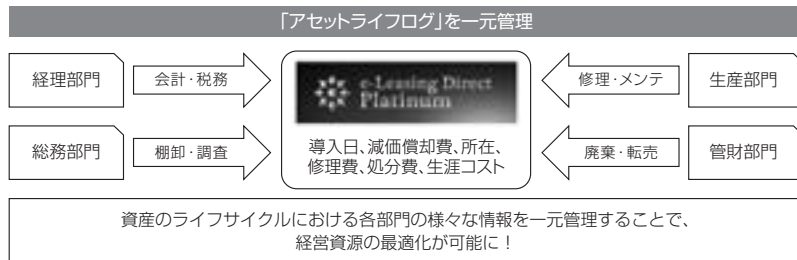 「アセットライフログ」を一元管理
経理部門
会計・税務
e-Leasing Direct
Platinum
修理・メンテ
生産部門
総務部門
棚卸・調査
導入日、減価償却費、所在、
修理費、処分費、生涯コスト
廃棄・転売
管財部門
資産のライフサイクルにおける各部門の様々な情報を一元管理することで、
経営資源の最適化が可能に！